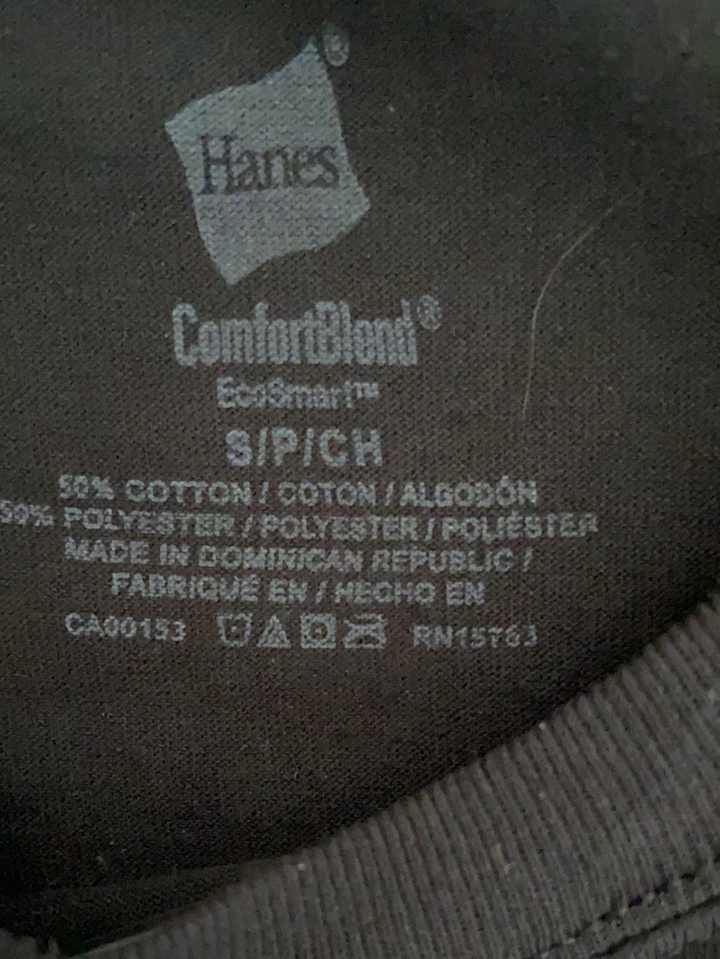 Hanes®
ComfortBlend®
EcoSmart™
S/P/CH
50% COTTON / COTON / ALGODÓN
50% POLYESTER / POLYESTER / POLIÉSTER
MADE IN DOMINICAN REPUBLIC /
FABRIQUÉ EN / HECHO EN
CA00153 RN15763